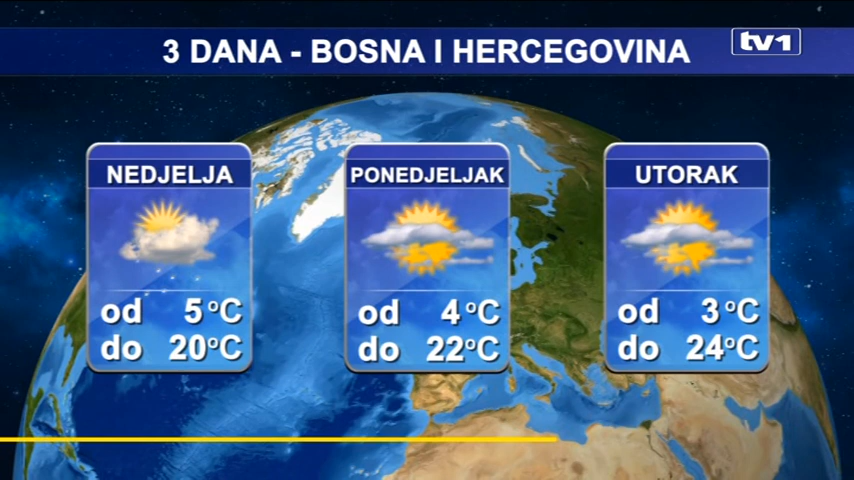 3 DANA - BOSNA I HERCEGOVINA
tv1
NEDJELJA
od 5 °C
do 20°C
PONEDJELJAK
od 4 °C
do 22°C
UTORAK
od 3 °C
do 24°C